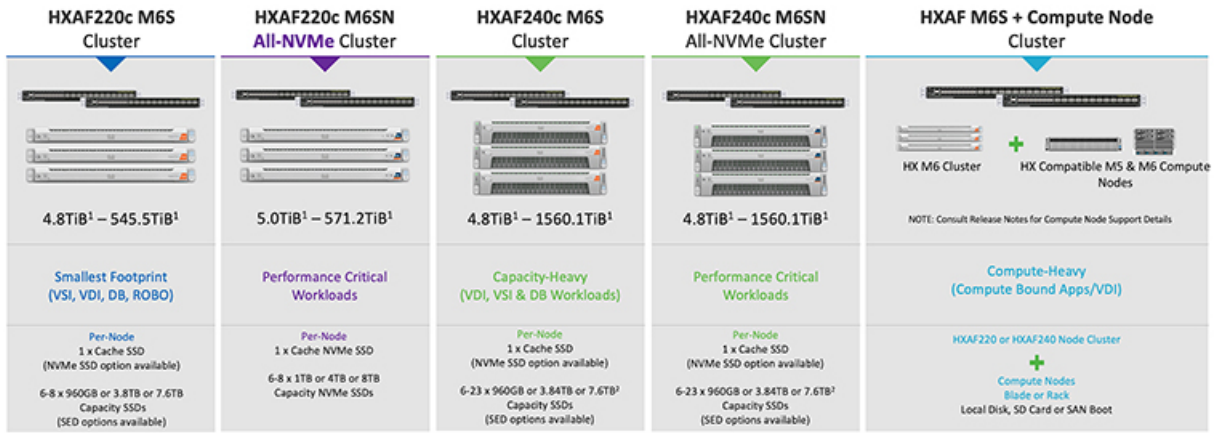 HXAF220c M6S
Cluster
4.8TiB¹ – 545.5TiB¹
Smallest Footprint
(VSI, VDI, DB, ROBO)
Per-Node
1 x Cache SSD
(NVMe SSD option available)
6-8 x 960GB or 3.8TB or 7.6TB
Capacity SSDs
(SED options available)
HXAF220c M6SN
All-NVMe Cluster
5.0TiB¹ – 571.2TiB¹
Performance Critical
Workloads
Per-Node
1 x Cache NVMe SSD
6-8 x 1TB or 4TB or 8TB
Capacity NVMe SSDs
HXAF240c M6S
Cluster
4.8TiB¹ – 1560.1TiB¹
Capacity-Heavy
(VDI, VSI & DB Workloads)
Per-Node
1 x Cache SSD
(NVMe SSD option available)
6-23 x 960GB or 3.84TB or 7.6TB²
Capacity SSDs
(SED options available)
HXAF240c M6SN
All-NVMe Cluster
4.8TiB¹ – 1560.1TiB¹
Performance Critical
Workloads
Per-Node
1 x Cache SSD
(NVMe SSD option available)
6-23 x 960GB or 3.84TB or 7.6TB²
Capacity SSDs
(SED options available)
HXAF M6S + Compute Node
Cluster
HX M6 Cluster
+
HX Compatible M5 & M6 Compute
Nodes
NOTE: Consult Release Notes for Compute Node Support Details
Compute-Heavy
(Compute Bound Apps/VDI)
HXAF220 or HXAF240 Node Cluster
+
Compute Nodes
Blade or Rack
Local Disk, SD Card or SAN Boot